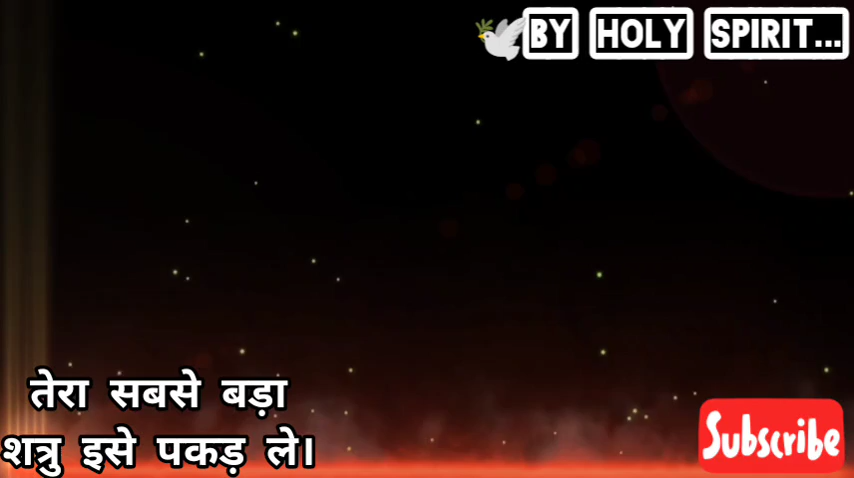 🕊BY HOLY SPIRIT...
तेरा सबसे बड़ा
शत्रु इसे पकड़ ले।
Subscribe